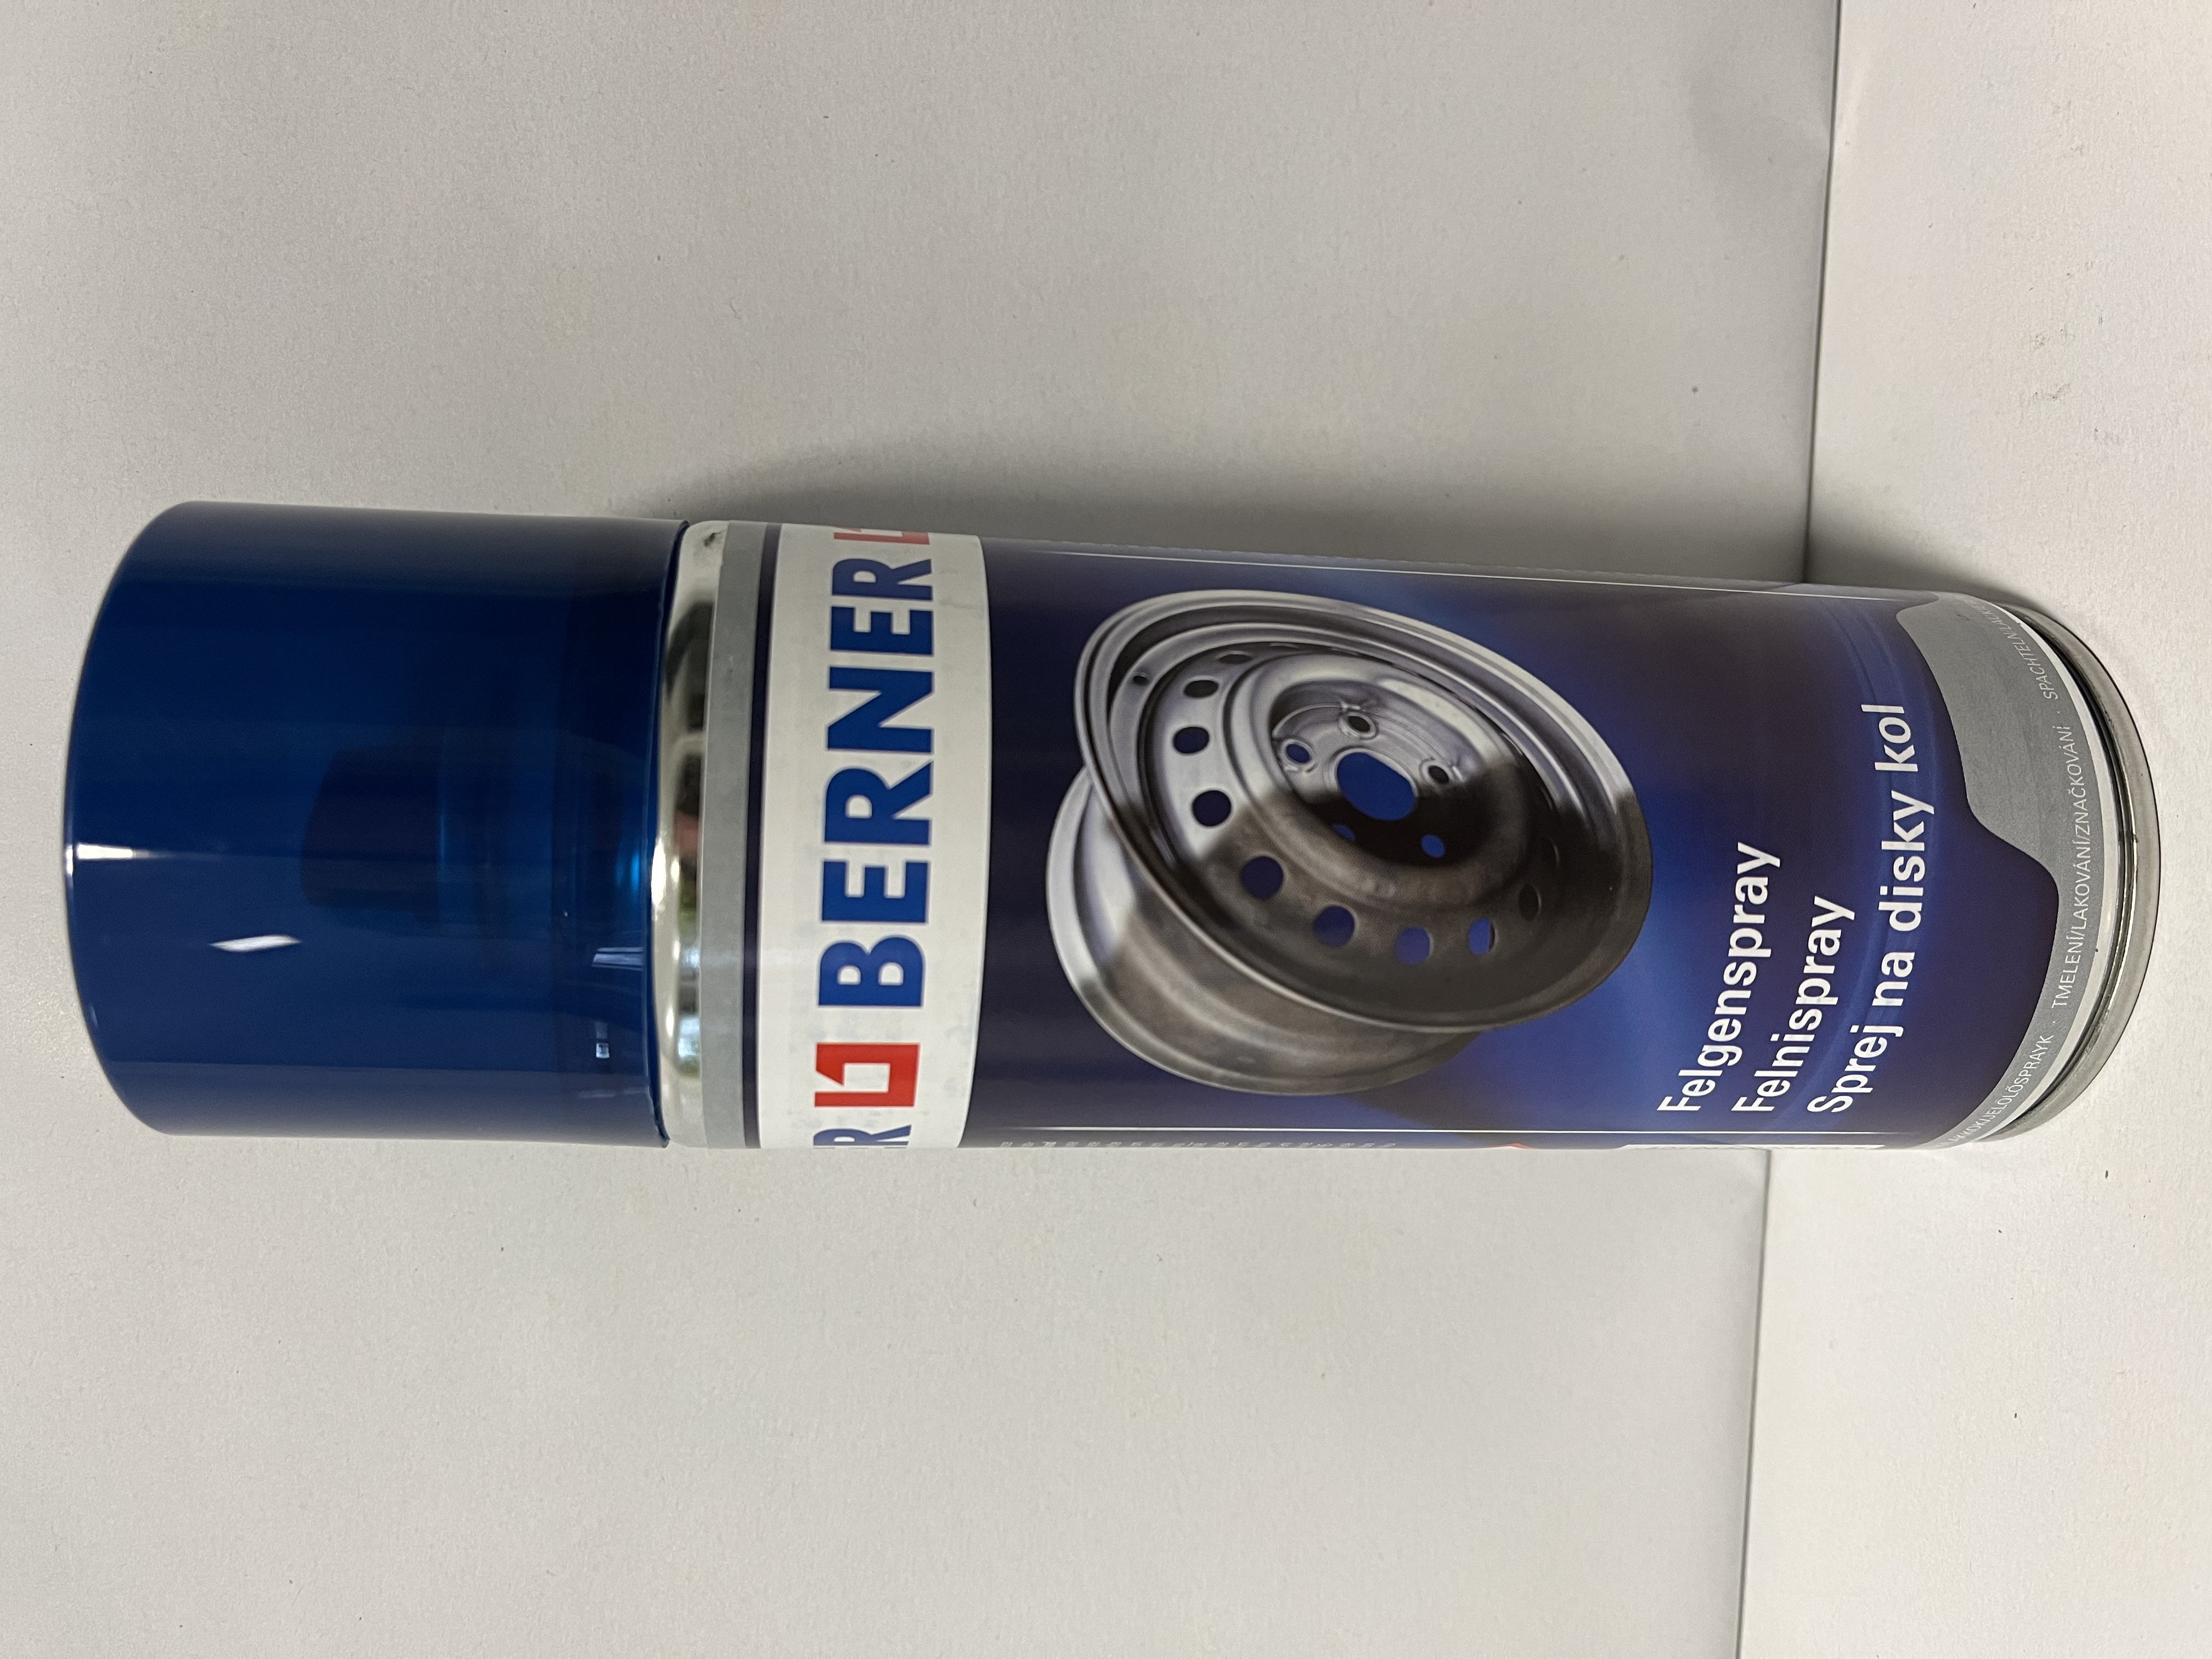 BERNER
Felgenspray
Felnispray
Sprej na disky kol
TMELENÍ/LAKOVÁNÍ/ZNAČKOVÁNÍ